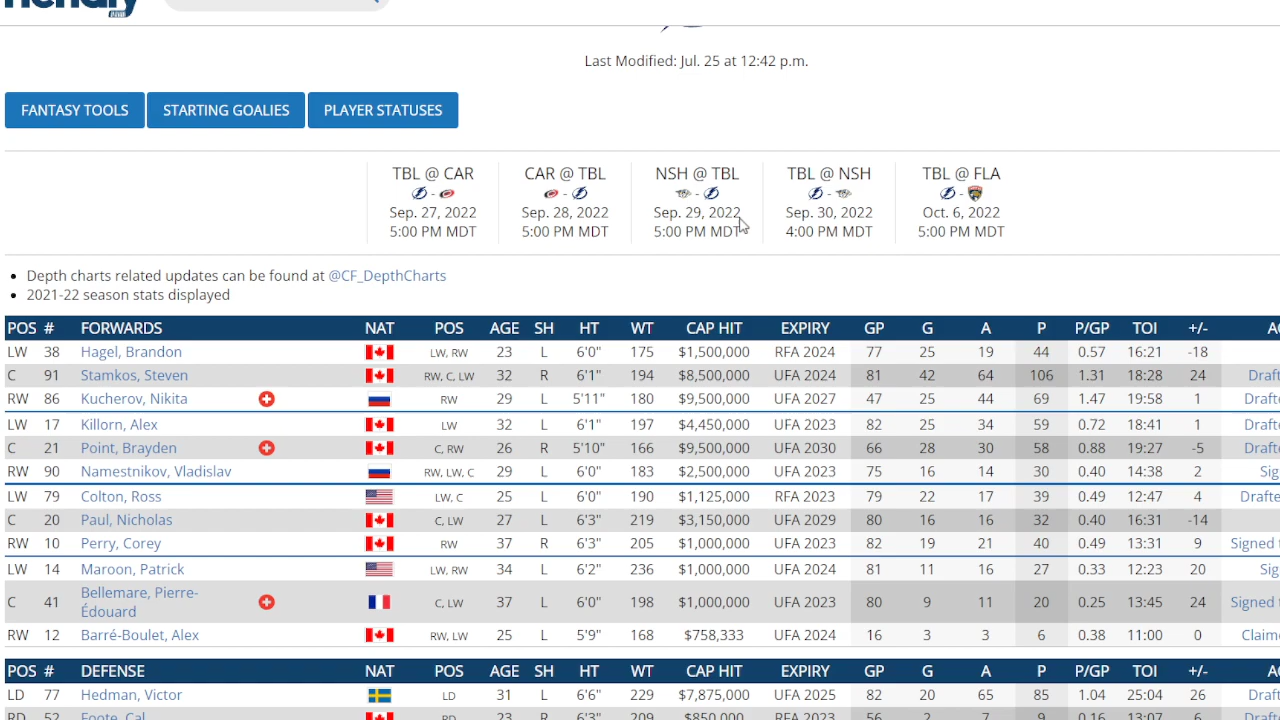 Last Modified: Jul. 25 at 12:42 p.m.
FANTASY TOOLS STARTING GOALIES PLAYER STATUSES
TBL @ CAR CAR @ TBL NSH @ TBL TBL @ NSH TBL @ FLA
- - - - -
Sep. 27, 2022 Sep. 28, 2022 Sep. 29, 2022 Sep. 30, 2022 Oct. 6, 2022
5:00 PM MDT 5:00 PM MDT 5:00 PM MDT 4:00 PM MDT 5:00 PM MDT
• Depth charts related updates can be found at @CF_DepthCharts
• 2021-22 season stats displayed
POS # FORWARDS NAT POS AGE SH HT WT CAP HIT EXPIRY GP G A P P/GP TOI +/-
LW 38 Hagel, Brandon LW, RW 23 L 6'0" 175 $1,500,000 RFA 2024 77 25 19 44 0.57 16:21 -18
C 91 Stamkos, Steven RW, C, LW 32 R 6'1" 194 $8,500,000 UFA 2024 81 42 64 106 1.31 18:28 24
RW 86 Kucherov, Nikita RW 29 L 5'11" 180 $9,500,000 UFA 2027 47 25 44 69 1.47 19:58 1
LW 17 Killorn, Alex LW 32 L 6'1" 197 $4,450,000 UFA 2023 82 25 34 59 0.72 18:41 1
C 21 Point, Brayden C, RW 26 R 5'10" 166 $9,500,000 UFA 2030 66 28 30 58 0.88 19:27 -5
RW 90 Namestnikov, Vladislav RW, LW, C 29 L 6'0" 183 $2,500,000 UFA 2023 75 16 14 30 0.40 14:38 2
LW 79 Colton, Ross LW, C 25 L 6'0" 190 $1,125,000 RFA 2023 79 22 17 39 0.49 12:47 4
C 20 Paul, Nicholas C, LW 27 L 6'3" 219 $3,150,000 UFA 2029 80 16 16 32 0.40 16:31 -14
RW 10 Perry, Corey RW 37 R 6'3" 205 $1,000,000 UFA 2023 82 19 21 40 0.49 13:31 9 Signed
LW 14 Maroon, Patrick LW, RW 34 L 6'2" 236 $1,000,000 UFA 2024 81 11 16 27 0.33 12:23 20
C 41 Bellemare, Pierre-
Édouard C, LW 37 L 6'0" 198 $1,000,000 UFA 2023 80 9 11 20 0.25 13:45 24 Signed
RW 12 Barré-Boulet, Alex RW, LW 25 L 5'9" 168 $758,333 UFA 2024 16 3 3 6 0.38 11:00 0
POS # DEFENSE NAT POS AGE SH HT WT CAP HIT EXPIRY GP G A P P/GP TOI +/-
LD 77 Hedman, Victor LD 31 L 6'6" 229 $7,875,000 UFA 2025 82 20 65 85 1.04 25:04 26
RD 52 Foote, Cal RD 23 R 6'3" 209 $850,000 RFA 2023 56 2 7 9